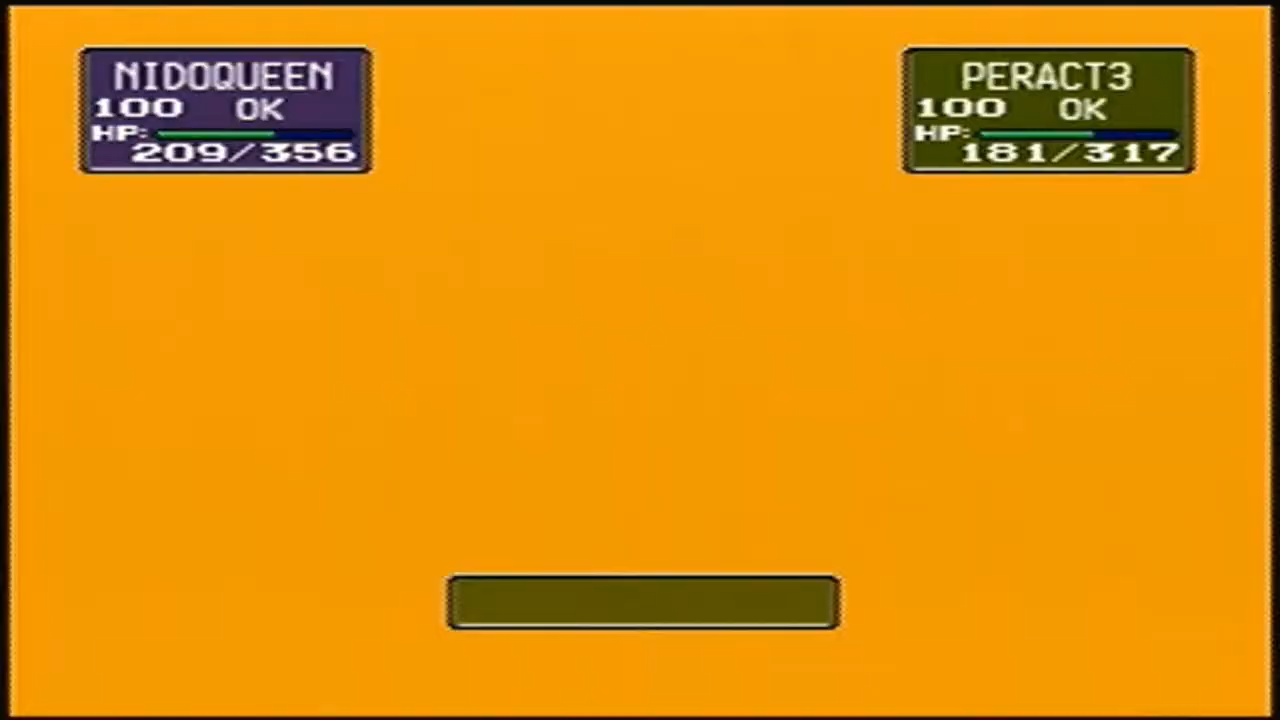 NIDOQUEEN
100 OK
HP:
209/356
PERACT3
100 OK
HP:
181/317